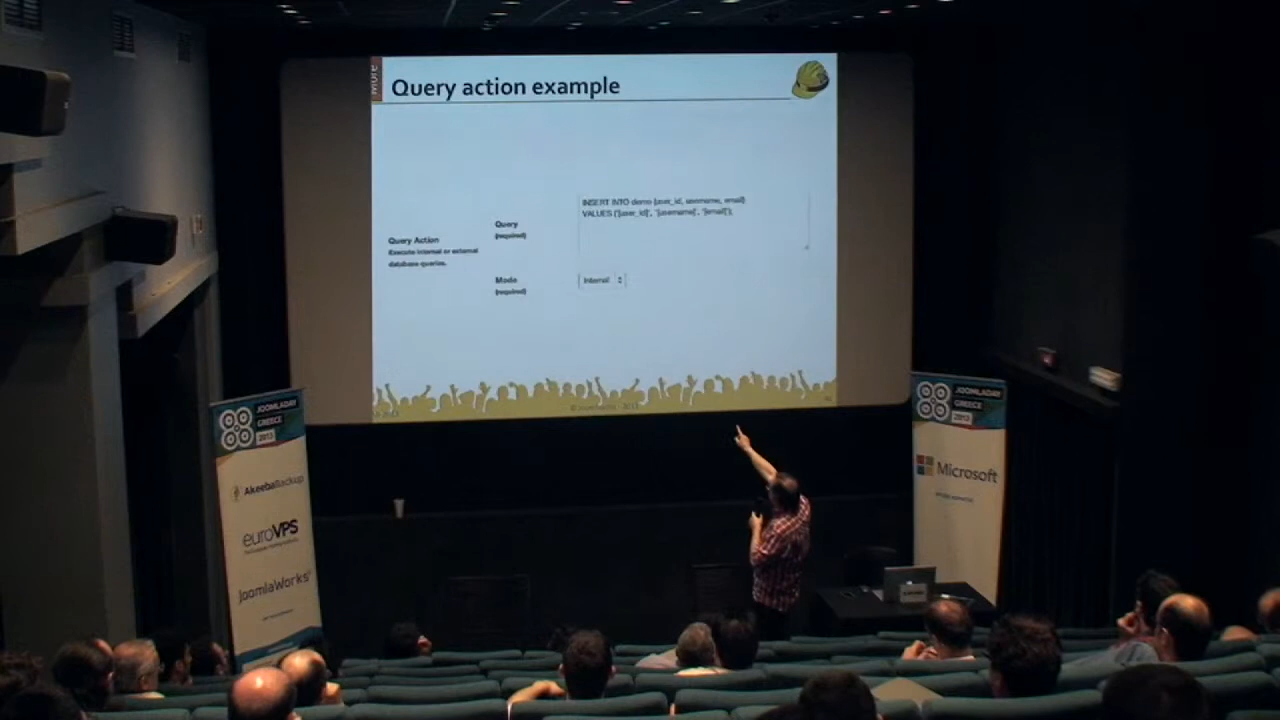 More
Query action example
INSERT INTO demo (user_id, username, email)
VALUES ('[user_id]', '[username]', '[email]');
Query
(required)
Query Action
Execute internal or external
database queries.
Mode
(required)
Internal
JOOMLADAY
GREECE
2013
AkeebaBackup
euroVPS
JoomlaWorks
JOOMLADAY
GREECE
2013
Microsoft